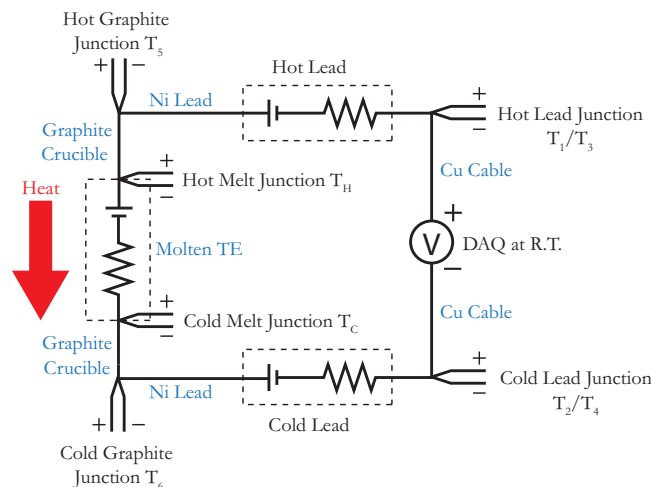 Hot Graphite
Junction T5
+ −
Hot Lead
Ni Lead
+
−
Hot Lead Junction
T1/T3
Graphite
Crucible
+
−
Hot Melt Junction TH
Cu Cable
Heat
+
V
−
DAQ at R.T.
Molten TE
+
−
Cold Melt Junction TC
Cu Cable
Graphite
Crucible
Ni Lead
+
−
Cold Lead Junction
T2/T4
Cold Lead
+ −
Cold Graphite
Junction T6